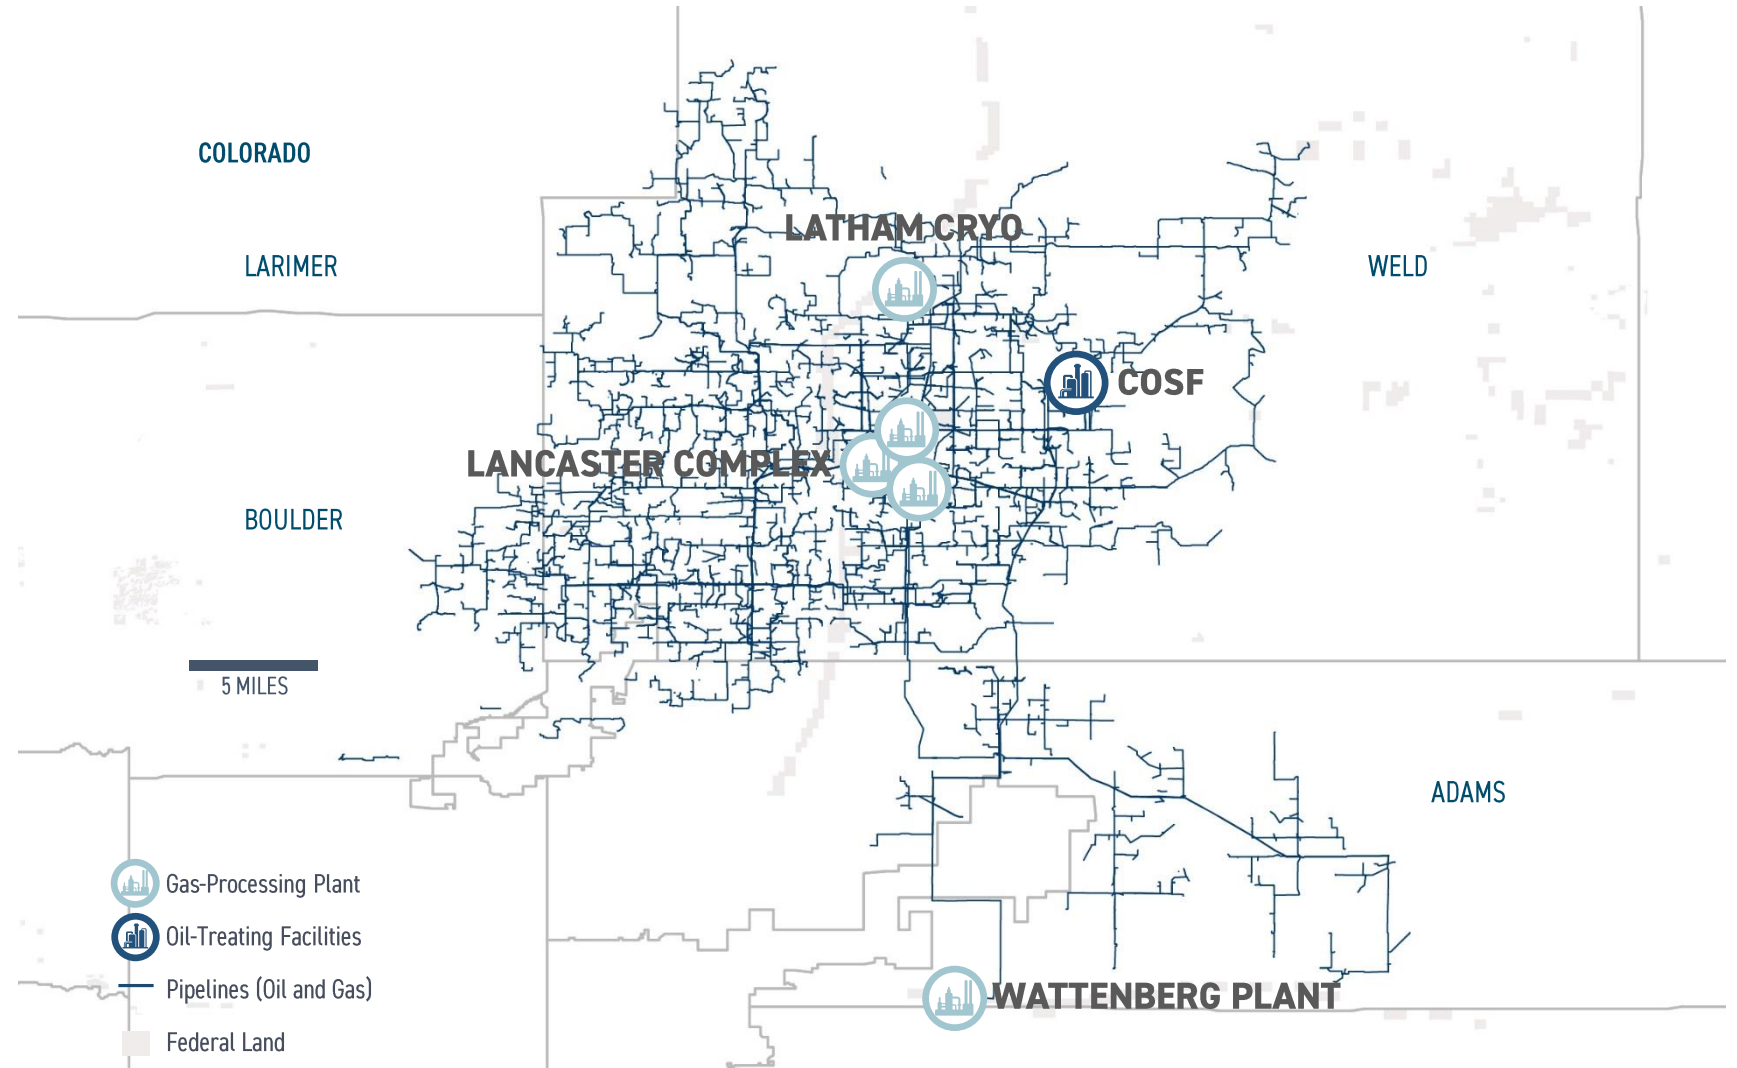 COLORADO
LATHAM CRYO
LARIMER
WELD
COSF
LANCASTER COMPLEX
BOULDER
5 MILES
ADAMS
Gas-Processing Plant
Oil-Treating Facilities
Pipelines (Oil and Gas)
WATTENBERG PLANT
Federal Land